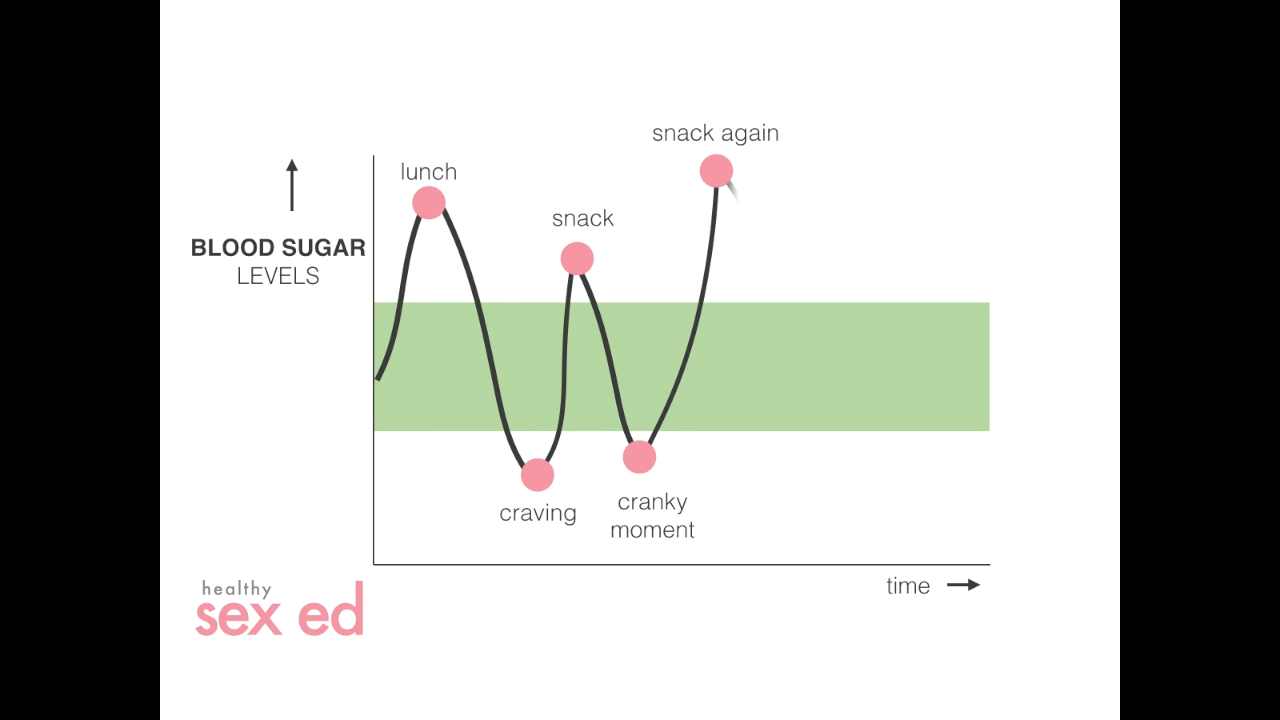 snack again
lunch
snack
BLOOD SUGAR
LEVELS
craving
cranky
moment
time
healthy
sex ed